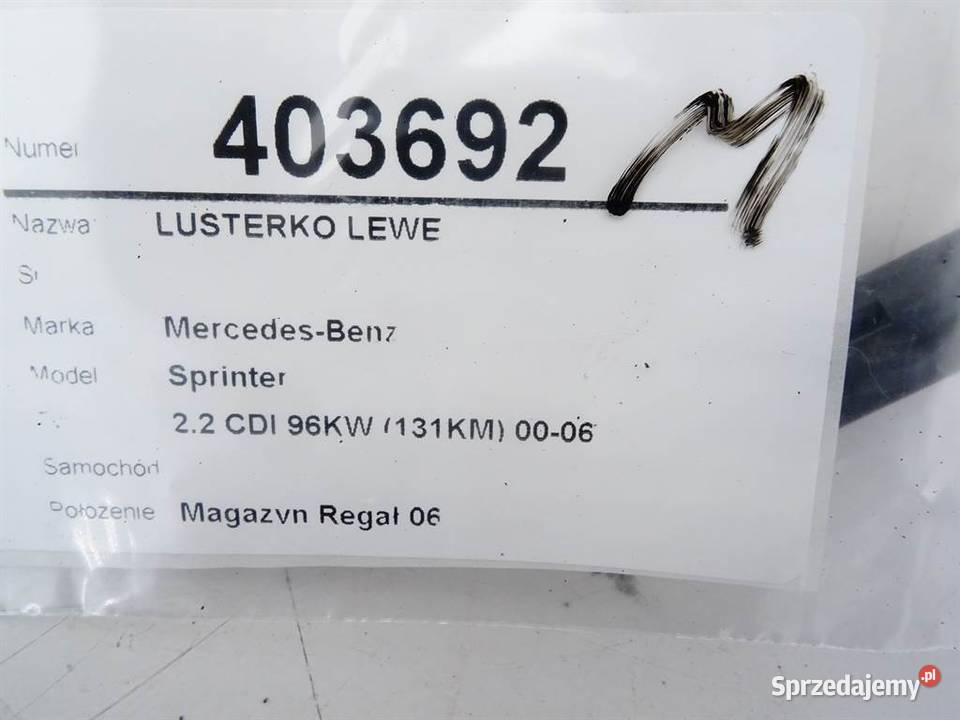 Numer 403692 M
Nazwa LUSTERKO LEWE
Marka Mercedes-Benz
Model Sprinter
2.2 CDI 96KW (131KM) 00-06
Samochód
Położenie Magazyn Regał 06
Sprzedajemy.pl